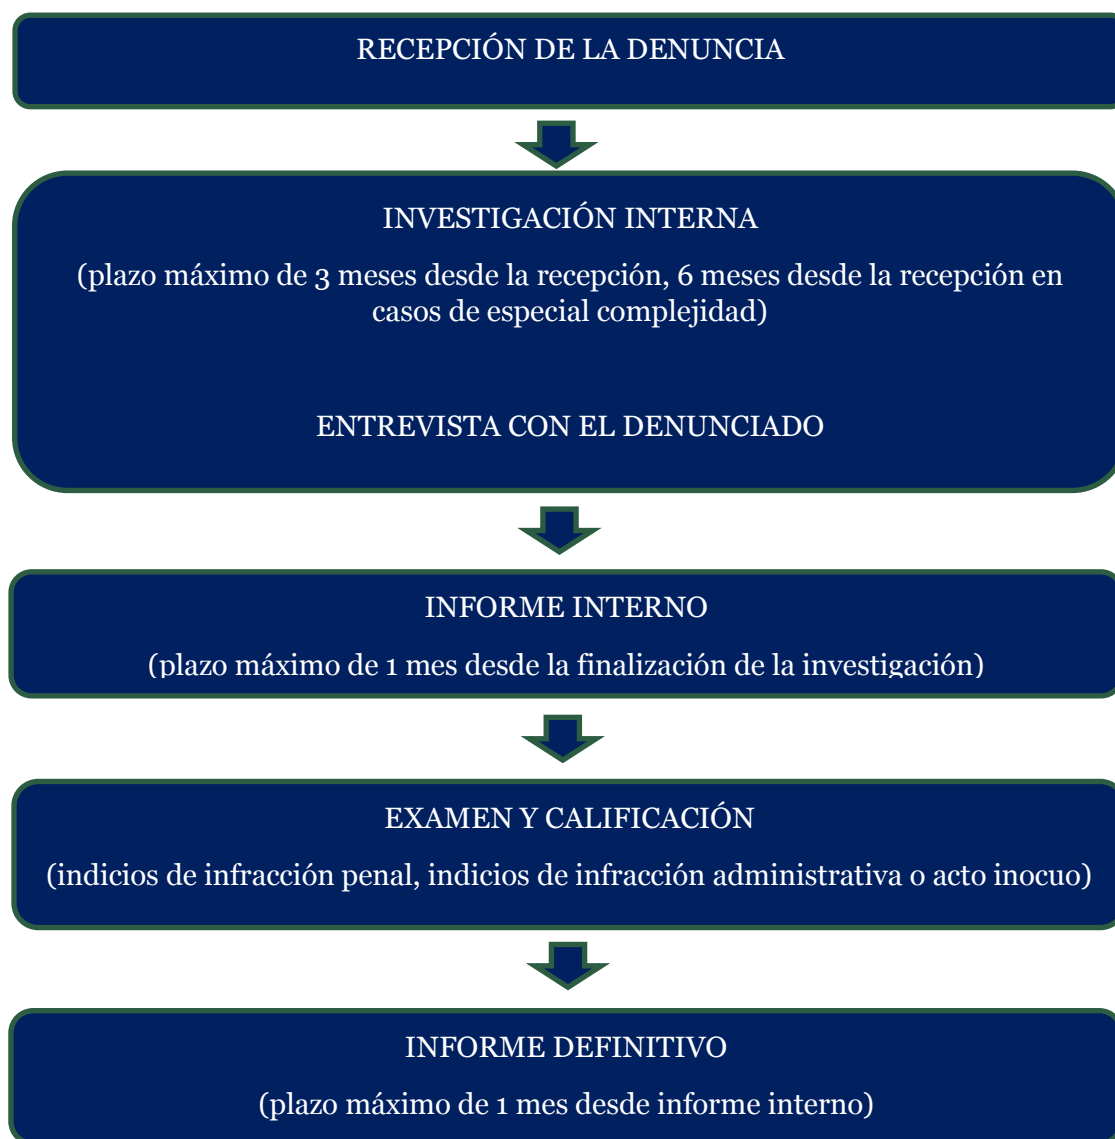 RECEPCIÓN DE LA DENUNCIA
INVESTIGACIÓN INTERNA
(plazo máximo de 3 meses desde la recepción, 6 meses desde la recepción en
casos de especial complejidad)
ENTREVISTA CON EL DENUNCIADO
INFORME INTERNO
(plazo máximo de 1 mes desde la finalización de la investigación)
EXAMEN Y CALIFICACIÓN
(indicios de infracción penal, indicios de infracción administrativa o acto inocuo)
INFORME DEFINITIVO
(plazo máximo de 1 mes desde informe interno)